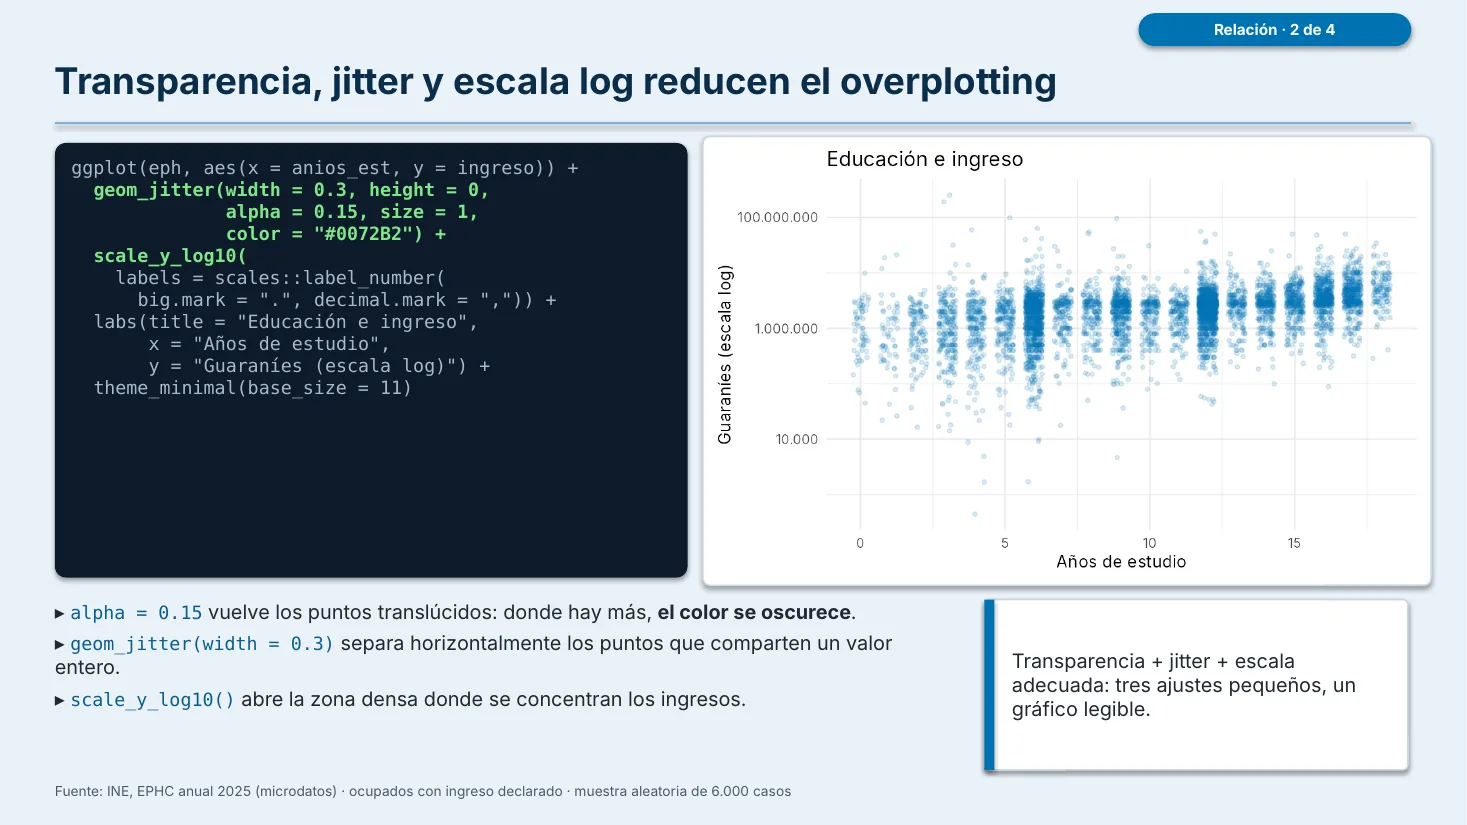 Relación · 2 de 4
Transparencia, jitter y escala log reducen el overplotting
ggplot(eph, aes(x = anios_est, y = ingreso)) +
  geom_jitter(width = 0.3, height = 0,
              alpha = 0.15, size = 1,
              color = "#0072B2") +
  scale_y_log10(
    labels = scales::label_number(
      big.mark = ".", decimal.mark = ",")) +
  labs(title = "Educación e ingreso",
       x = "Años de estudio",
       y = "Guaraníes (escala log)") +
  theme_minimal(base_size = 11)
Educación e ingreso
Guaraníes (escala log)
100.000.000
1.000.000
10.000
0 5 10 15
Años de estudio
▸ alpha = 0.15 vuelve los puntos translúcidos: donde hay más, el color se oscurece.
▸ geom_jitter(width = 0.3) separa horizontalmente los puntos que comparten un valor
entero.
▸ scale_y_log10() abre la zona densa donde se concentran los ingresos.
Transparencia + jitter + escala
adecuada: tres ajustes pequeños, un
gráfico legible.
Fuente: INE, EPHC anual 2025 (microdatos) · ocupados con ingreso declarado · muestra aleatoria de 6.000 casos